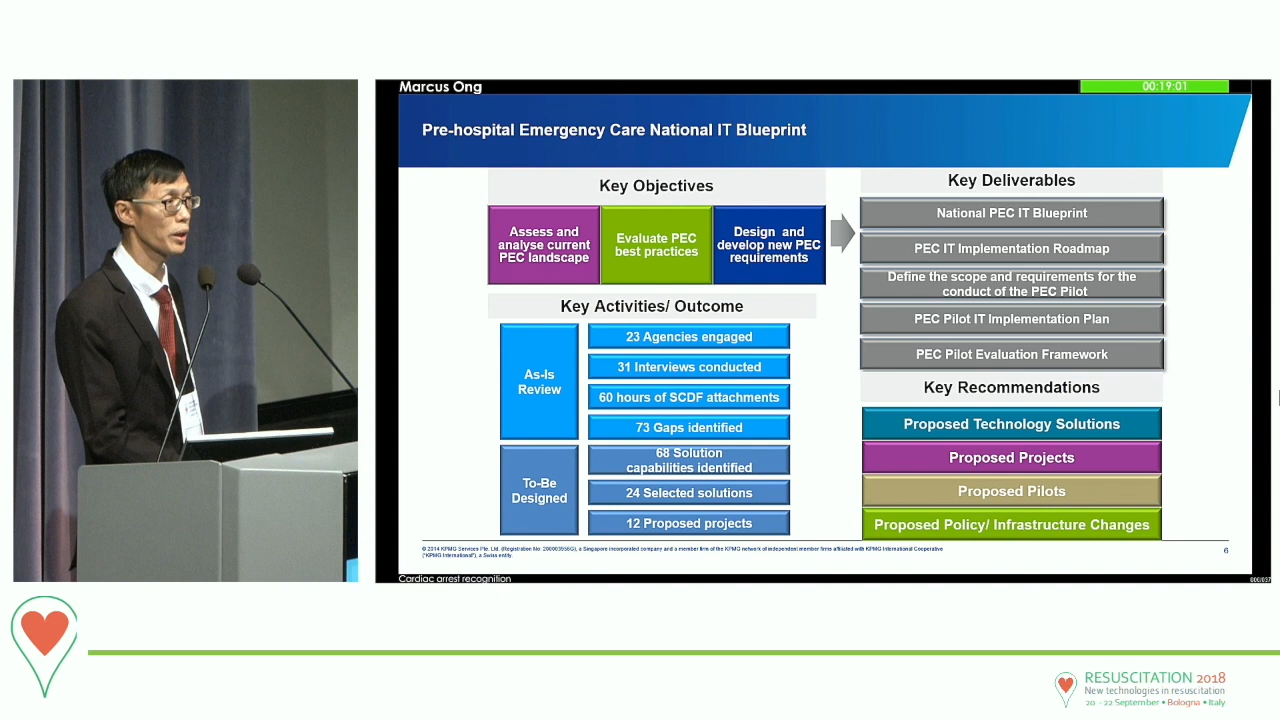 Marcus Ong
00:19:01
Pre-hospital Emergency Care National IT Blueprint
Key Objectives
Assess and
analyse current
PEC landscape
Evaluate PEC
best practices
Design and
develop new PEC
requirements
Key Activities/ Outcome
As-Is
Review
23 Agencies engaged
31 Interviews conducted
60 hours of SCDF attachments
73 Gaps identified
To-Be
Designed
68 Solution
capabilities identified
24 Selected solutions
12 Proposed projects
Key Deliverables
National PEC IT Blueprint
PEC IT Implementation Roadmap
Define the scope and requirements for the
conduct of the PEC Pilot
PEC Pilot IT Implementation Plan
PEC Pilot Evaluation Framework
Key Recommendations
Proposed Technology Solutions
Proposed Projects
Proposed Pilots
Proposed Policy/ Infrastructure Changes
© 2014 KPMG Services Pte. Ltd. (Registration No: 200003956G), a Singapore incorporated company and a member firm of the KPMG network of independent member firms affiliated with KPMG International Cooperative
("KPMG International"), a Swiss entity.
6
Cardiac arrest recognition
RESUSCITATION 2018
New technologies in resuscitation
20 - 22 September • Bologna • Italy